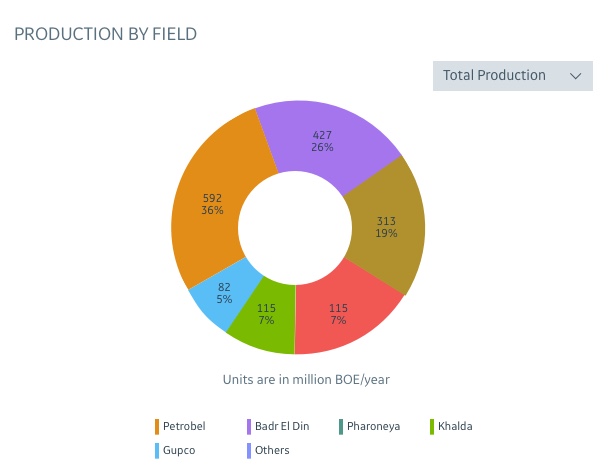 PRODUCTION BY FIELD
Total Production
427
26%
592
36%
313
19%
82
5%
115
7%
115
7%
Units are in million BOE/year
Petrobel
Badr El Din
Pharoneya
Khalda
Gupco
Others